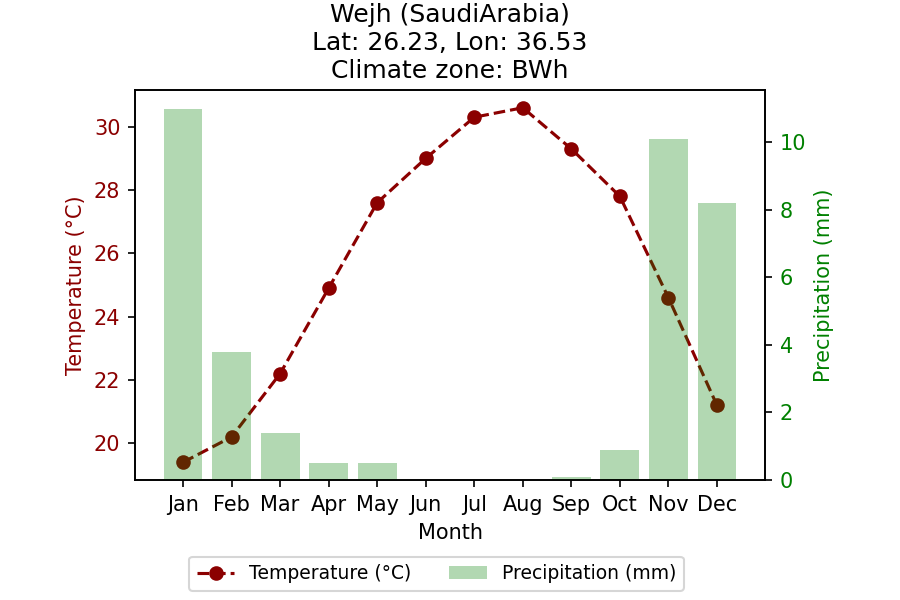 Wejh (SaudiArabia)
Lat: 26.23, Lon: 36.53
Climate zone: BWh
30
28
26
24
22
20
Temperature (°C)
10
8
6
4
2
0
Precipitation (mm)
Jan Feb Mar Apr May Jun Jul Aug Sep Oct Nov Dec
Month
Temperature (°C) Precipitation (mm)